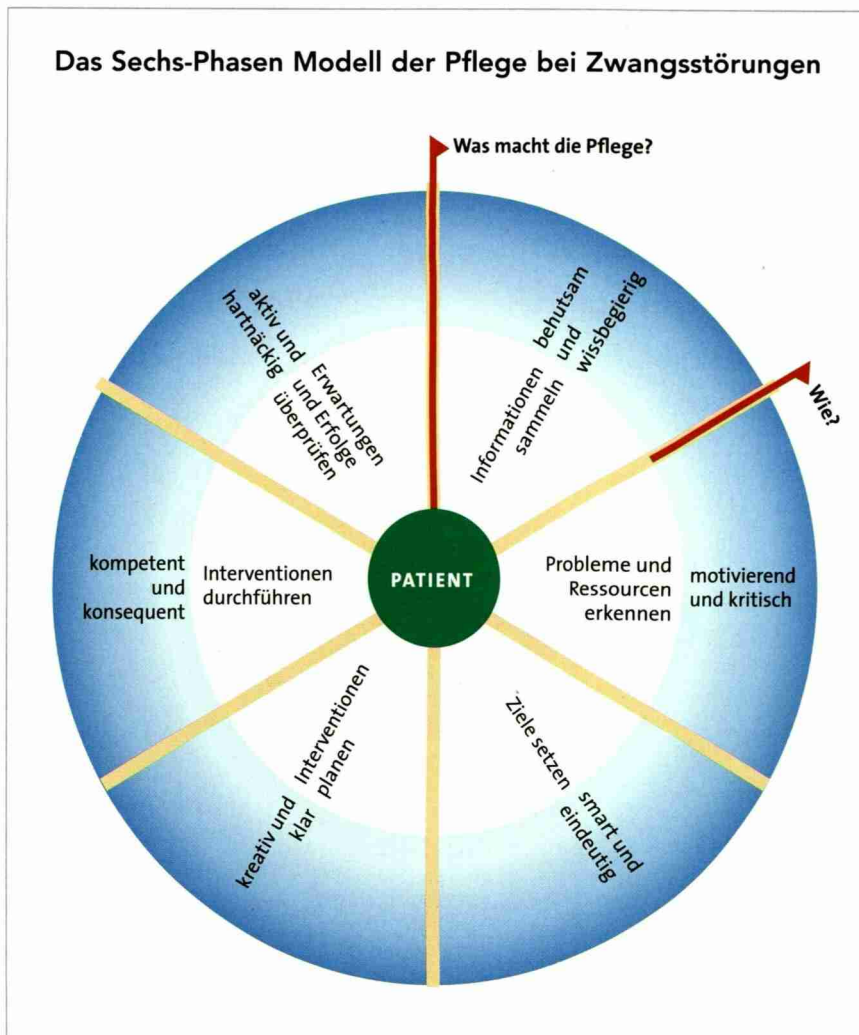 Das Sechs-Phasen Modell der Pflege bei Zwangsstörungen
Was macht die Pflege?
Wie?
behutsam
und
wissbegierig
Informationen
sammeln
motivierend
und kritisch
Probleme und
Ressourcen
erkennen
smart und
eindeutig
Ziele setzen
Interventionen
planen
kreativ und
klar
Interventionen
durchführen
kompetent
und
konsequent
Erwartungen
und Erfolge
überprüfen
aktiv und
hartnäckig
PATIENT